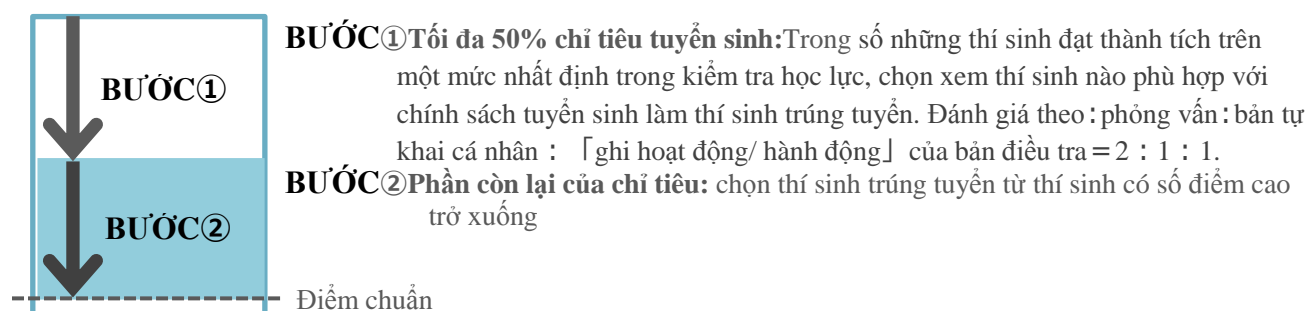 BƯỚC①Tối đa 50% chỉ tiêu tuyển sinh:Trong số những thí sinh đạt thành tích trên
một mức nhất định trong kiểm tra học lực, chọn xem thí sinh nào phù hợp với
chính sách tuyển sinh làm thí sinh trúng tuyển. Đánh giá theo：phỏng vấn：bản tự
khai cá nhân：「ghi hoạt động/ hành động」của bản điều tra＝2：1：1.
BƯỚC②Phần còn lại của chỉ tiêu: chọn thí sinh trúng tuyển từ thí sinh có số điểm cao
trở xuống
BƯỚC①
BƯỚC②
Điểm chuẩn